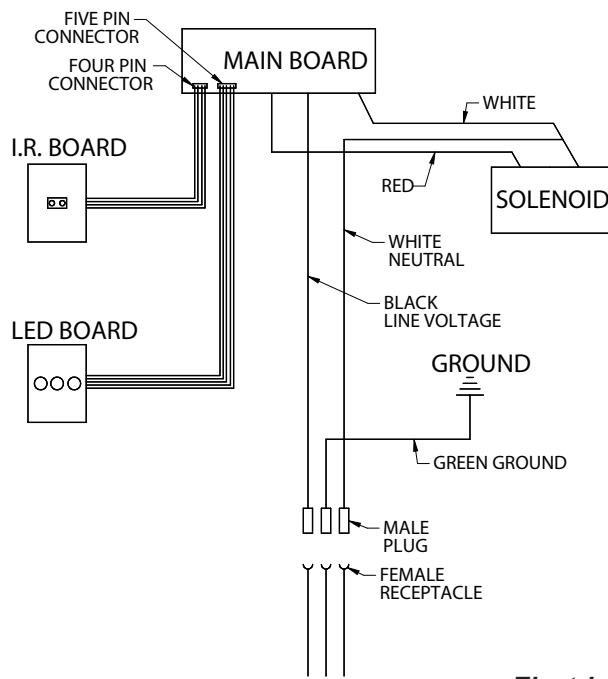 FIVE PIN
CONNECTOR
FOUR PIN
CONNECTOR
MAIN BOARD
WHITE
I.R. BOARD
RED
SOLENOID
WHITE
NEUTRAL
BLACK
LINE VOLTAGE
LED BOARD
GROUND
GREEN GROUND
MALE
PLUG
FEMALE
RECEPTACLE